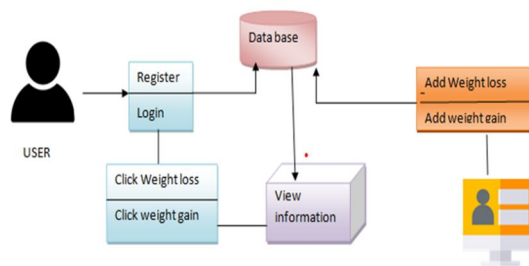 Data base
Register
Login
Add Weight loss
Add weight gain
USER
Click Weight loss
Click weight gain
View
information